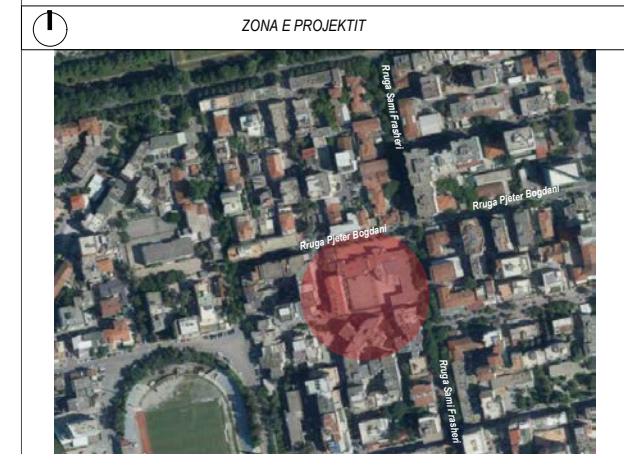 ZONA E PROJEKTIT
Rruga Sami Frasheri
Rruga Pjeter Bogdani
Rruga Pjeter Bogdani
Rruga Sami Frasheri